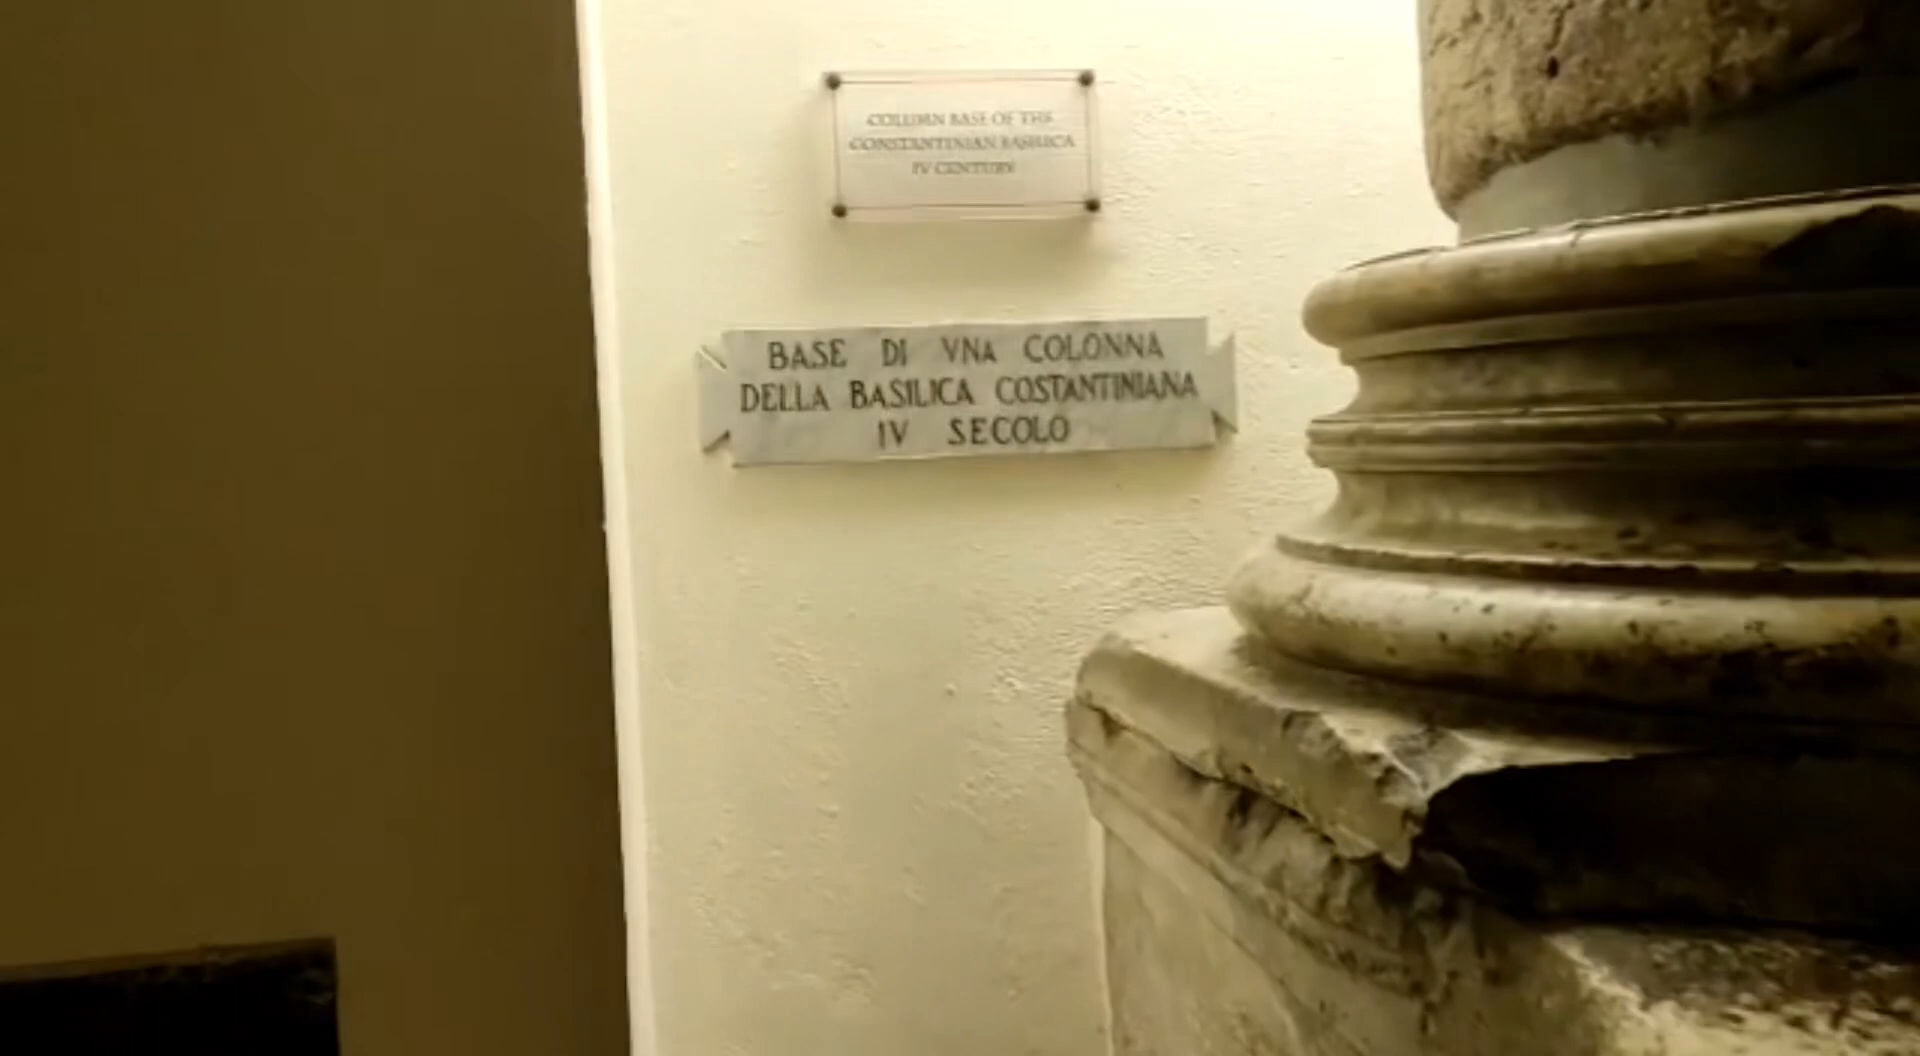 COLUMN BASE OF THE
CONSTANTINIAN BASILICA
IV CENTURY
BASE DI VNA COLONNA
DELLA BASILICA COSTANTINIANA
IV SECOLO